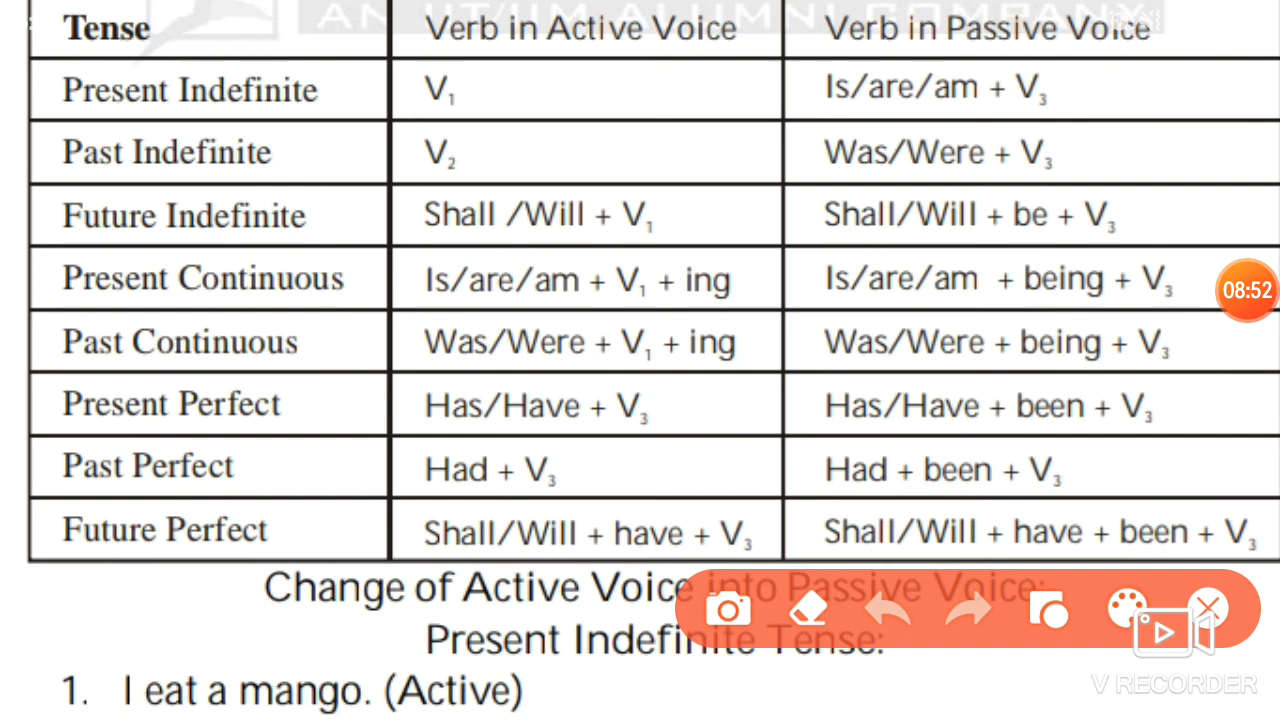 AN IIT/IIM ALUMNI COMPANY
Tense Verb in Active Voice Verb in Passive Voice
Present Indefinite V₁ Is/are/am + V₃
Past Indefinite V₂ Was/Were + V₃
Future Indefinite Shall /Will + V₁ Shall/Will + be + V₃
Present Continuous Is/are/am + V₁ + ing Is/are/am + being + V₃
08:52
Past Continuous Was/Were + V₁ + ing Was/Were + being + V₃
Present Perfect Has/Have + V₃ Has/Have + been + V₃
Past Perfect Had + V₃ Had + been + V₃
Future Perfect Shall/Will + have + V₃ Shall/Will + have + been + V₃
Change of Active Voice into Passive Voice:
Present Indefinite Tense:
1. I eat a mango. (Active)
V RECORDER